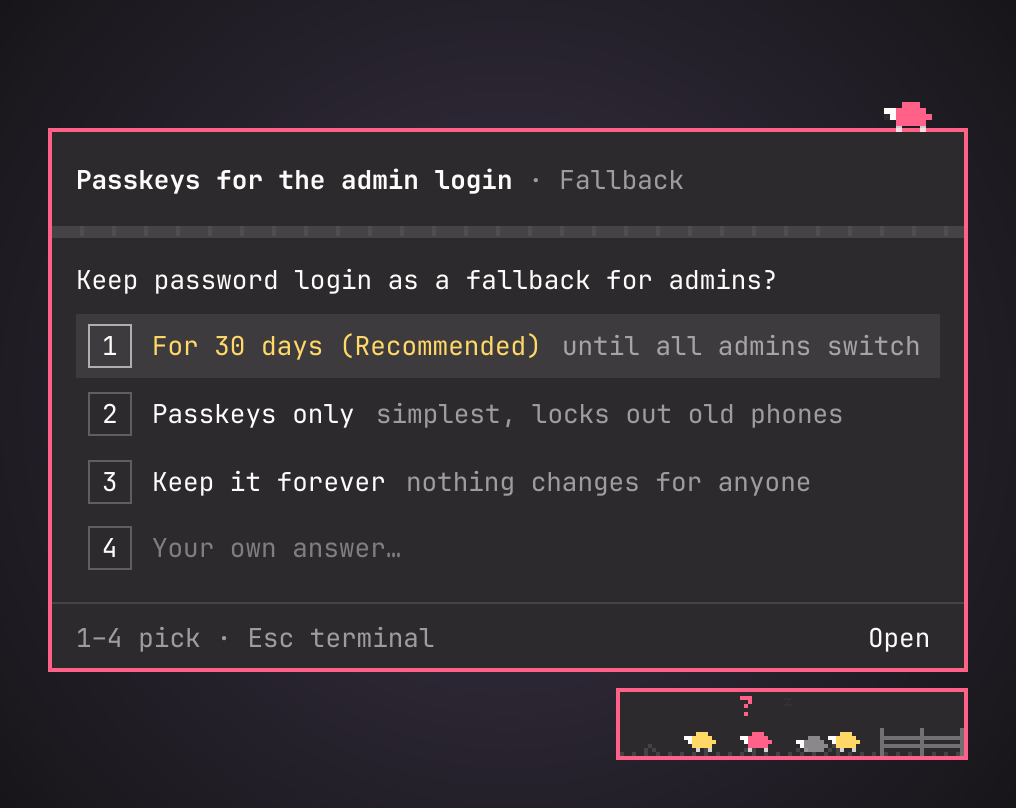 Passkeys for the admin login · Fallback
Keep password login as a fallback for admins?
1 For 30 days (Recommended) until all admins switch
2 Passkeys only simplest, locks out old phones
3 Keep it forever nothing changes for anyone
4 Your own answer…
1–4 pick · Esc terminal Open
? z